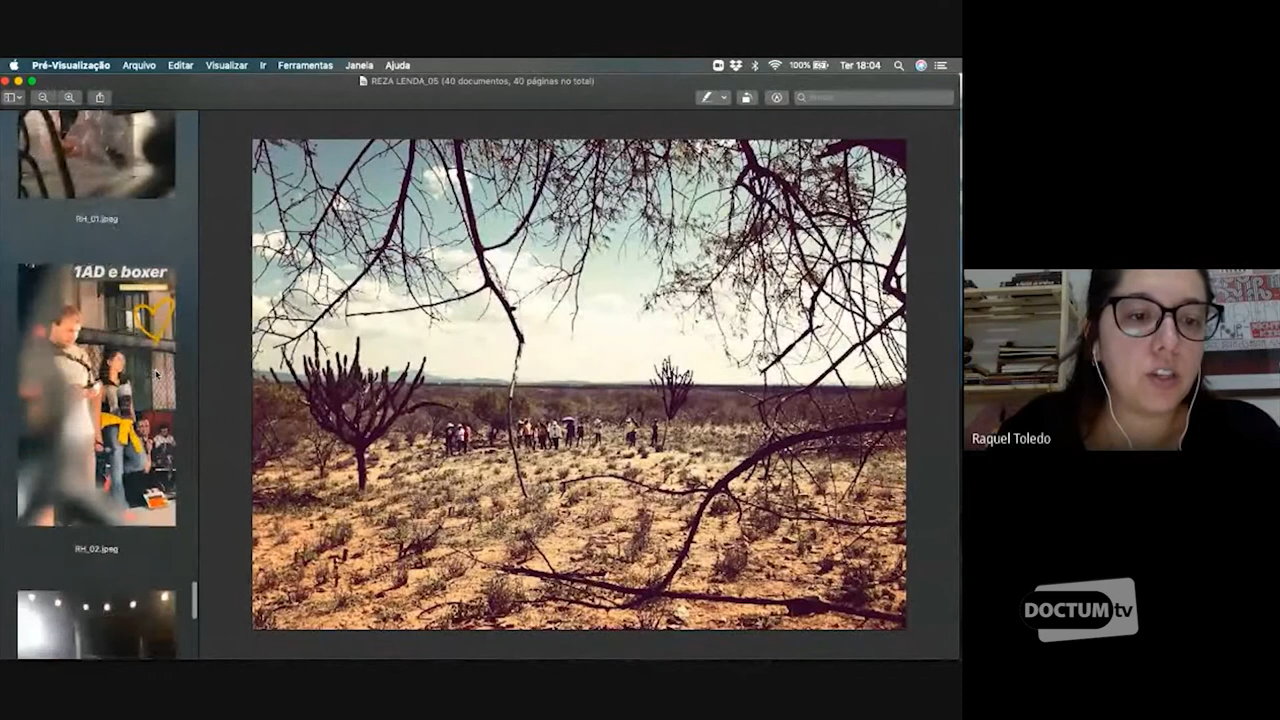 Pré-Visualização Arquivo Editar Visualizar Ir Ferramentas Janela Ajuda 100% Ter 18:04
REZA LENDA_05 (40 documentos, 40 páginas no total)
RH_01.jpeg
1AD e boxer
RH_02.jpeg
Raquel Toledo
DOCTUM tv